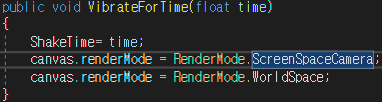 public void VibrateForTime(float time)
{
ShakeTime= time;
canvas.renderMode = RenderMode.ScreenSpaceCamera;
canvas.renderMode = RenderMode.WorldSpace;
}